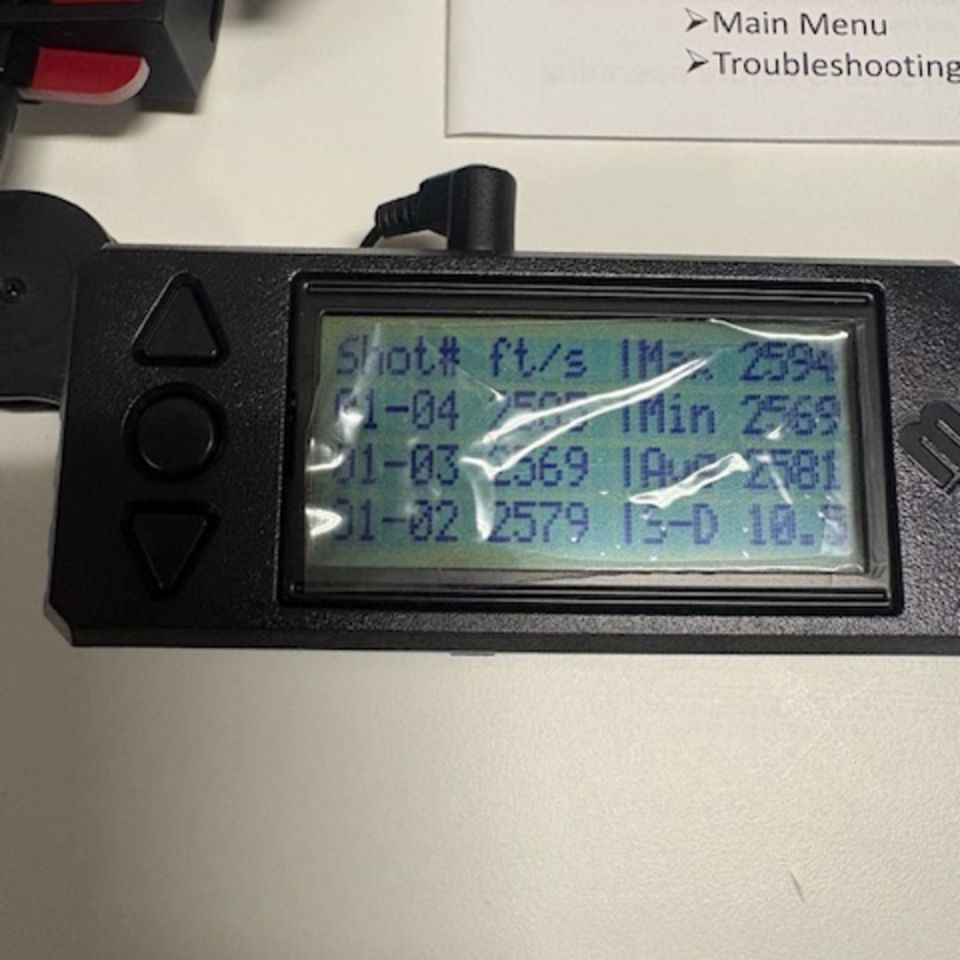 ➢Main Menu
➢Troubleshooting
Shot# ft/s |Max 2594
01-04 |Min 2569
01-03 2569 |Avg 2581
01-02 2579 |s-D
m